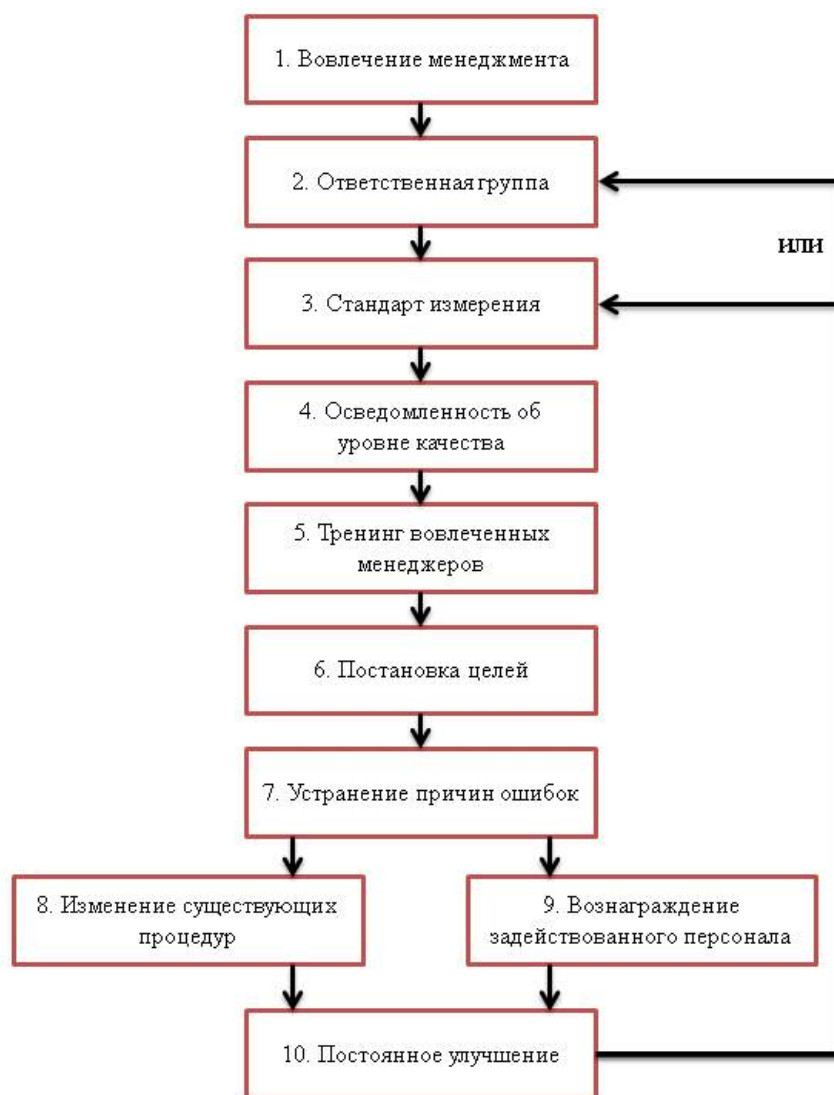 1. Вовлечение менеджмента
2. Ответственная группа
или
3. Стандарт измерения
4. Осведомленность об
уровне качества
5. Тренинг вовлеченных
менеджеров
6. Постановка целей
7. Устранение причин ошибок
8. Изменение существующих
процедур
9. Вознаграждение
задействованного персонала
10. Постоянное улучшение